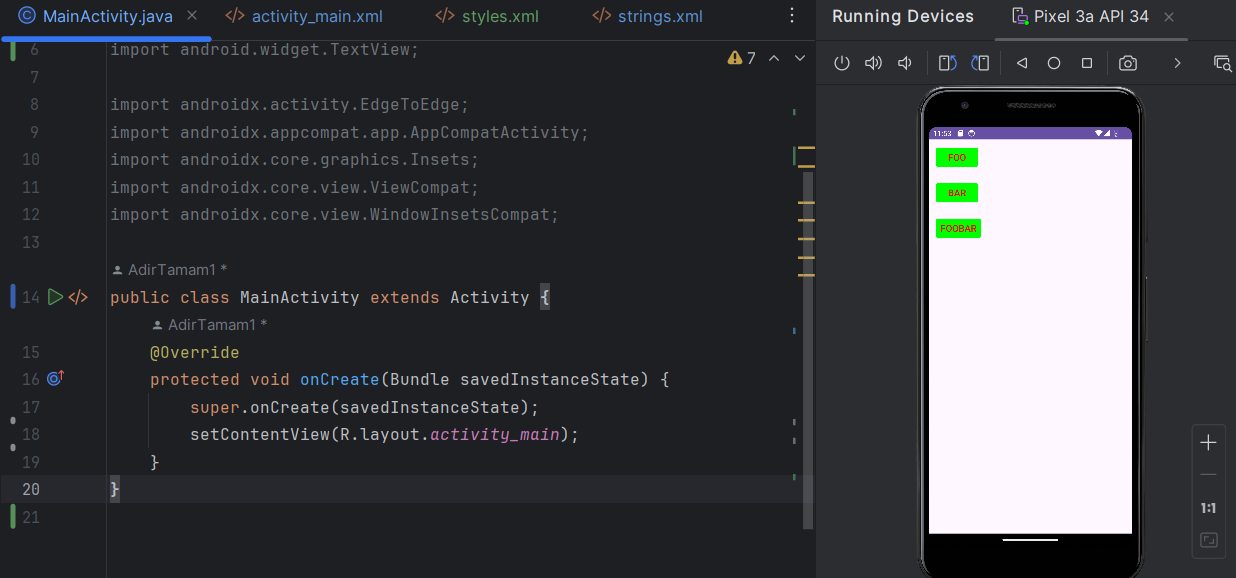 MainActivity.java
activity_main.xml
styles.xml
strings.xml
Running Devices
Pixel 3a API 34
6 import android.widget.TextView;
7
7
8 import androidx.activity.EdgeToEdge;
9 import androidx.appcompat.app.AppCompatActivity;
10 import androidx.core.graphics.Insets;
11 import androidx.core.view.ViewCompat;
12 import androidx.core.view.WindowInsetsCompat;
13
AdirTamam1 *
14 </> public class MainActivity extends Activity {
AdirTamam1 *
15 @Override
16 protected void onCreate(Bundle savedInstanceState) {
17 super.onCreate(savedInstanceState);
18 setContentView(R.layout.activity_main);
19 }
20 }
21
11:53
FOO
BAR
FOOBAR
1:1